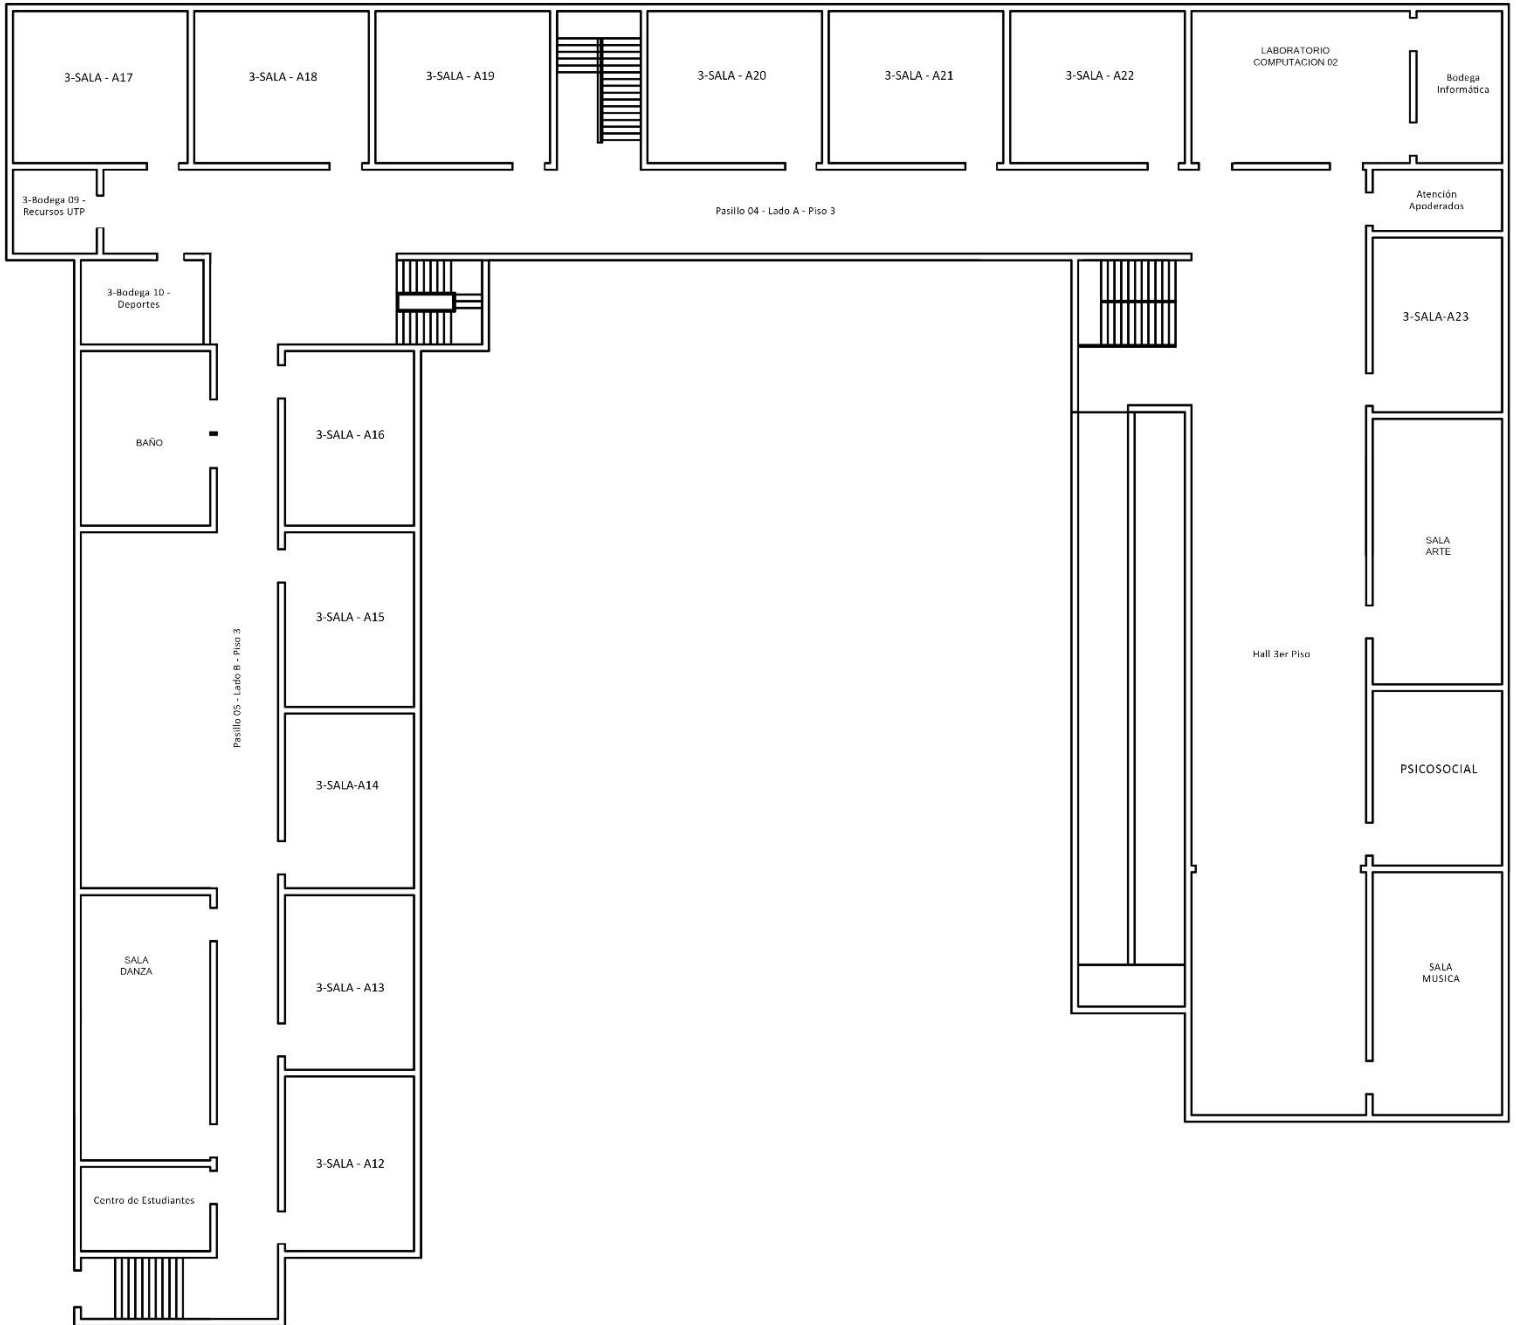 3-SALA - A17
3-SALA - A18
3-SALA - A19
3-SALA - A20
3-SALA - A21
3-SALA - A22
LABORATORIO
COMPUTACION 02
Bodega
Informática
3-Bodega 09 -
Recursos UTP
Pasillo 04 - Lado A - Piso 3
Atención
Apoderados
3-Bodega 10 -
Deportes
3-SALA-A23
BAÑO
3-SALA - A16
SALA
ARTE
3-SALA - A15
Pasillo 05 - Lado B - Piso 3
Hall 3er Piso
3-SALA-A14
PSICOSOCIAL
SALA
DANZA
3-SALA - A13
SALA
MUSICA
3-SALA - A12
Centro de Estudiantes